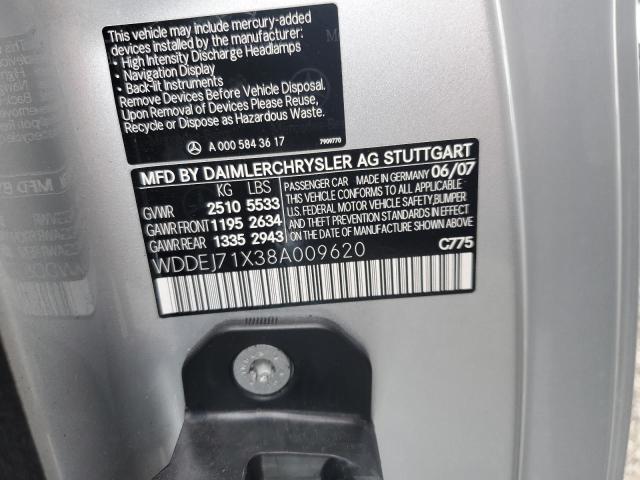 This vehicle may include mercury-added
devices installed by the manufacturer:
• High Intensity Discharge Headlamps
• Navigation Display
• Back-lit Instruments
Remove Devices Before Vehicle Disposal.
Upon Removal of Devices Please Reuse,
Recycle or Dispose as Hazardous Waste.
A 000 584 36 17 7909770
MFD BY DAIMLERCHRYSLER AG STUTTGART
KG LBS
GVWR 2510 5533
GAWR FRONT 1195 2634
GAWR REAR 1335 2943
PASSENGER CAR MADE IN GERMANY 06/07
THIS VEHICLE CONFORMS TO ALL APPLICABLE
U.S. FEDERAL MOTOR VEHICLE SAFETY, BUMPER
AND THEFT PREVENTION STANDARDS IN EFFECT
ON THE DATE OF MANUFACTURE SHOWN ABOVE
WDDEJ71X38A009620
C775